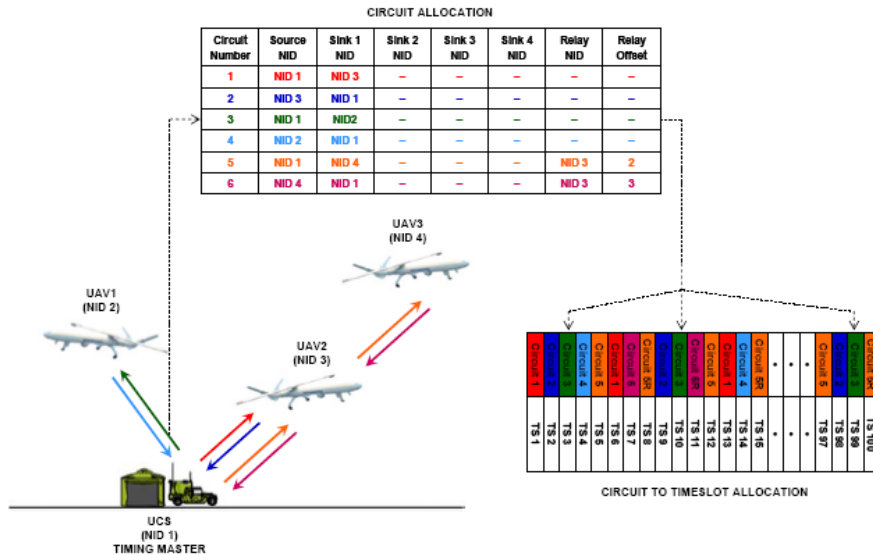 CIRCUIT ALLOCATION
Circuit Number Source NID Sink 1 NID Sink 2 NID Sink 3 NID Sink 4 NID Relay NID Relay Offset
1 NID 1 NID 3 – – – – –
2 NID 3 NID 1 – – – – –
3 NID 1 NID2 – – – – –
4 NID 2 NID 1 – – – – –
5 NID 1 NID 4 – – – NID 3 2
6 NID 4 NID 1 – – – NID 3 3
UAV3
(NID 4)
UAV1
(NID 2)
UAV2
(NID 3)
Circuit 1 Circuit 2 Circuit 3 Circuit 4 Circuit 5 Circuit 1 Circuit 6 Circuit 5R Circuit 2 Circuit 3 Circuit 6R Circuit 5 Circuit 1 Circuit 4 Circuit 5R • • • Circuit 5 Circuit 2 Circuit 3 Circuit 5R
TS 1 TS 2 TS 3 TS 4 TS 5 TS 6 TS 7 TS 8 TS 9 TS 10 TS 11 TS 12 TS 13 TS 14 TS 15 • • • TS 97 TS 98 TS 99 TS 100
CIRCUIT TO TIMESLOT ALLOCATION
UCS
(NID 1)
TIMING MASTER